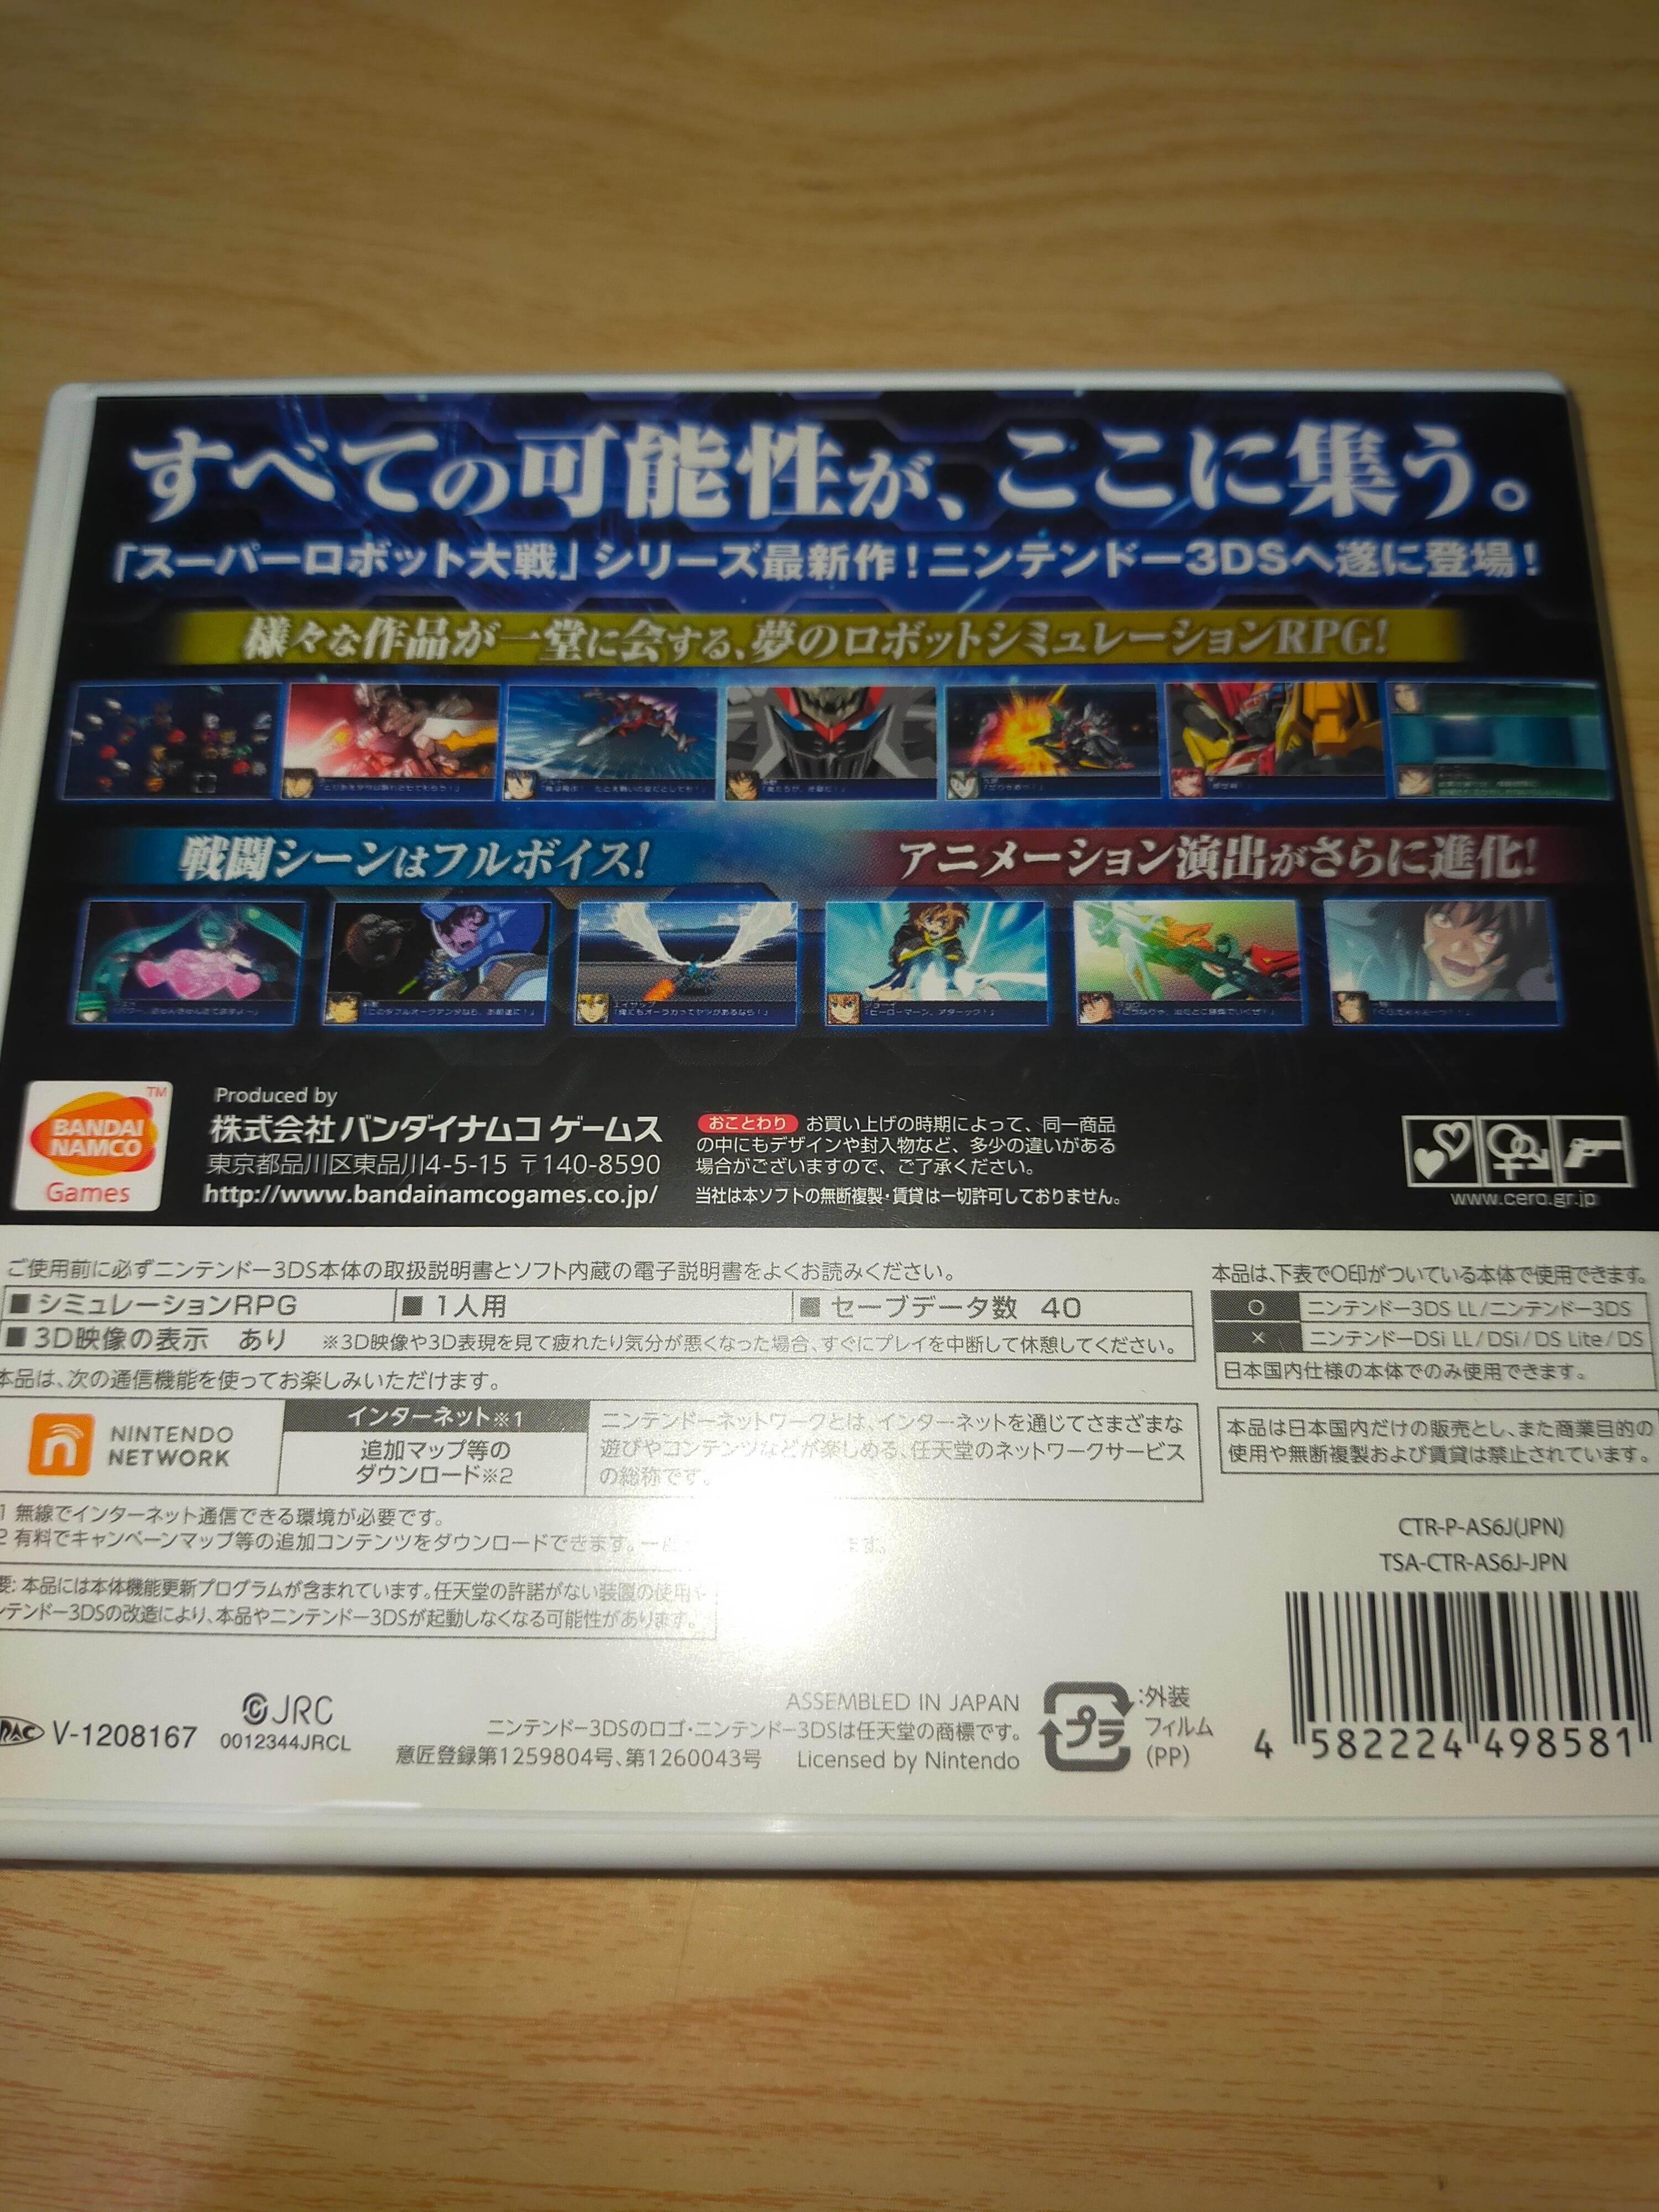 すべての可能性が、ここに集う。
「スーパーロボット大戦」シリーズ最新作！ニンテンドー3DSへ遂に登場！
様々な作品が一堂に会する、夢のロボットシミュレーションRPG!
戦闘シーンはフルボイス!
アニメーション演出がさらに進化!
BANDAI
NAMCO
Games
TM
Produced by
株式会社 バンダイナムコ ゲームス
東京都品川区東品川4-5-15 〒140-8590
http://www.bandainamcogames.co.jp/
おことわり お買い上げの時期によって、同一商品
の中にもデザインや封入物など、多少の違いがある
場合がございますので、ご了承ください。
当社は本ソフトの無断複製・賃貸は一切許可しておりません。
www.cero.gr.jp
ご使用前に必ずニンテンドー3DS本体の取扱説明書とソフト内蔵の電子説明書をよくお読みください。
■ シミュレーションRPG ■ 1人用 ■ セーブデータ数 40
■ 3D映像の表示 あり ※3D映像や3D表現を見て疲れたり気分が悪くなった場合、すぐにプレイを中断して休憩してください。
本品は、次の通信機能を使ってお楽しみいただけます。
NINTENDO
NETWORK
インターネット※1
追加マップ等の
ダウンロード※2
ニンテンドーネットワークとは、インターネットを通じてさまざまな
遊びやコンテンツなどが楽しめる、任天堂のネットワークサービス
の総称です。
1 無線でインターネット通信できる環境が必要です。
2 有料でキャンペーンマップ等の追加コンテンツをダウンロードできます。一 ます。
要: 本品には本体機能更新プログラムが含まれています。任天堂の許諾がない装置の使用や
ンテンドー3DSの改造により、本品やニンテンドー3DSが起動しなくなる可能性があります。
本品は、下表で○印がついている本体で使用できます。
○ ニンテンドー3DS LL/ニンテンドー3DS
× ニンテンドーDSi LL/DSi/DS Lite/DS
日本国内仕様の本体でのみ使用できます。
本品は日本国内だけの販売とし、また商業目的の
使用や無断複製および賃貸は禁止されています。
CTR-P-AS6J(JPN)
TSA-CTR-AS6J-JPN
V-1208167
JRC
0012344JRCL
ASSEMBLED IN JAPAN
ニンテンドー3DSのロゴ・ニンテンドー3DSは任天堂の商標です。
意匠登録第1259804号、第1260043号 Licensed by Nintendo
プラ
:外装
フィルム
(PP)
4 582224 498581